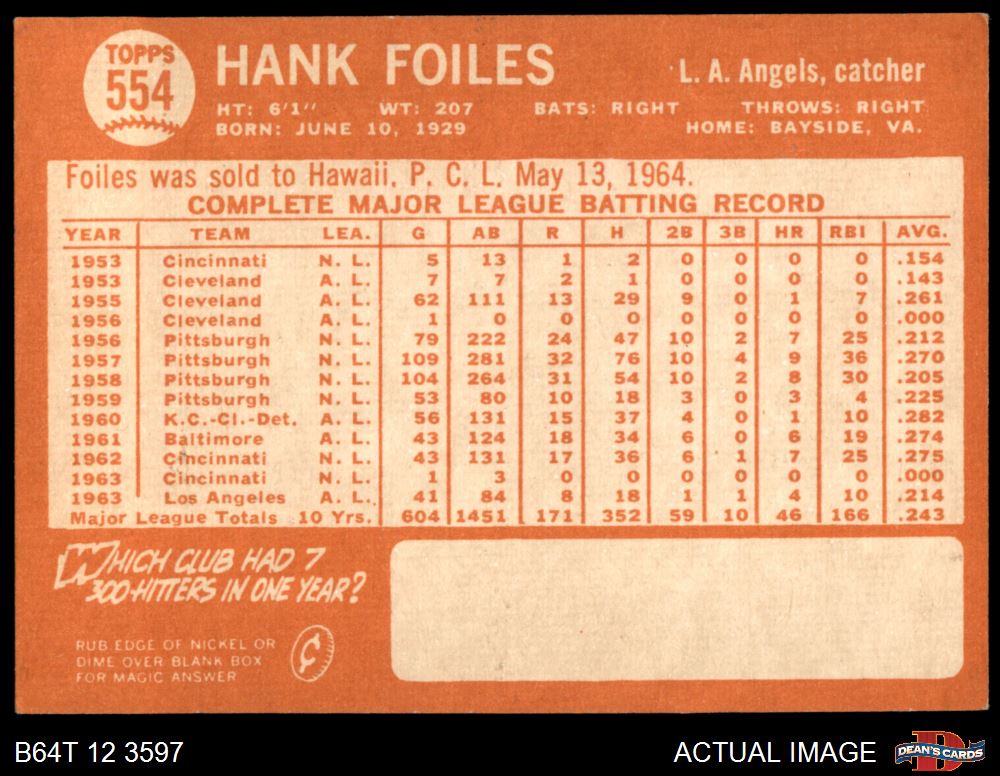 TOPPS
554
HANK FOILES
L. A. Angels, catcher
HT: 6'1" WT: 207 BATS: RIGHT THROWS: RIGHT
BORN: JUNE 10, 1929 HOME: BAYSIDE, VA.
Foiles was sold to Hawaii, P. C. L. May 13, 1964.
COMPLETE MAJOR LEAGUE BATTING RECORD
YEAR TEAM LEA. G AB R H 2B 3B HR RBI AVG.
1953 Cincinnati N. L. 5 13 1 2 0 0 0 0 .154
1953 Cleveland A. L. 7 7 2 1 0 0 0 0 .143
1955 Cleveland A. L. 62 111 13 29 9 0 1 7 .261
1956 Cleveland A. L. 1 0 0 0 0 0 0 0 .000
1956 Pittsburgh N. L. 79 222 24 47 10 2 7 25 .212
1957 Pittsburgh N. L. 109 281 32 76 10 4 9 36 .270
1958 Pittsburgh N. L. 104 264 31 54 10 2 8 30 .205
1959 Pittsburgh N. L. 53 80 10 18 3 0 3 4 .225
1960 K.C.-Cl.-Det. A. L. 56 131 15 37 4 0 1 10 .282
1961 Baltimore A. L. 43 124 18 34 6 0 6 19 .274
1962 Cincinnati N. L. 43 131 17 36 6 1 7 25 .275
1963 Cincinnati N. L. 1 3 0 0 0 0 0 0 .000
1963 Los Angeles A. L. 41 84 8 18 1 1 4 10 .214
Major League Totals 10 Yrs. 604 1451 171 352 59 10 46 166 .243
WHICH CLUB HAD 7
300-HITTERS IN ONE YEAR?
RUB EDGE OF NICKEL OR
DIME OVER BLANK BOX
FOR MAGIC ANSWER
¢
B64T 12 3597
ACTUAL IMAGE
D
DEAN'S CARDS